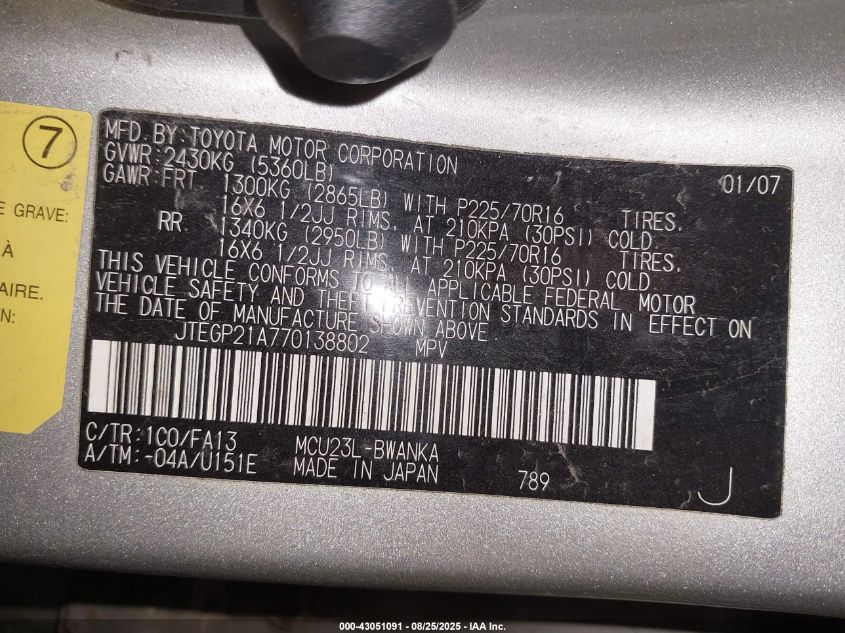 7
E GRAVE:
À
AIRE.
N:
MFD. BY: TOYOTA MOTOR CORPORATION 01/07
GVWR: 2430KG (5360LB)
GAWR: FRT 1300KG (2865LB) WITH P225/70R16 TIRES.
16X6 1/2JJ RIMS. AT 210KPA (30PSI) COLD.
RR 1340KG (2950LB) WITH P225/70R16 TIRES.
16X6 1/2JJ RIMS. AT 210KPA (30PSI) COLD
THIS VEHICLE CONFORMS TO ALL APPLICABLE FEDERAL MOTOR
VEHICLE SAFETY AND THEFT PREVENTION STANDARDS IN EFFECT ON
THE DATE OF MANUFACTURE SHOWN ABOVE
JTEGP21A770138802 MPV
C/TR: 1C0/FA13 MCU23L-BWANKA
A/TM: -04A/U151E MADE IN JAPAN 789 J
000-43051091 - 08/25/2025 - IAA Inc.